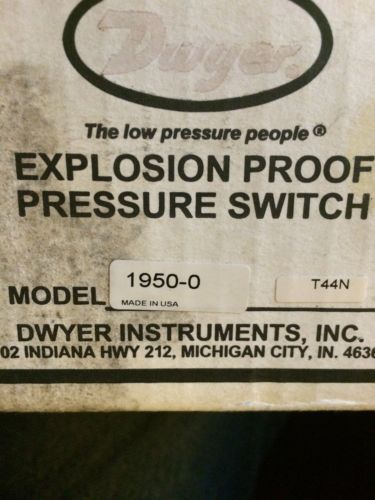 Dwyer
The low pressure people®
EXPLOSION PROOF
PRESSURE SWITCH
MODEL 1950-0 T44N
MADE IN USA
DWYER INSTRUMENTS, INC.
02 INDIANA HWY 212, MICHIGAN CITY, IN. 4636